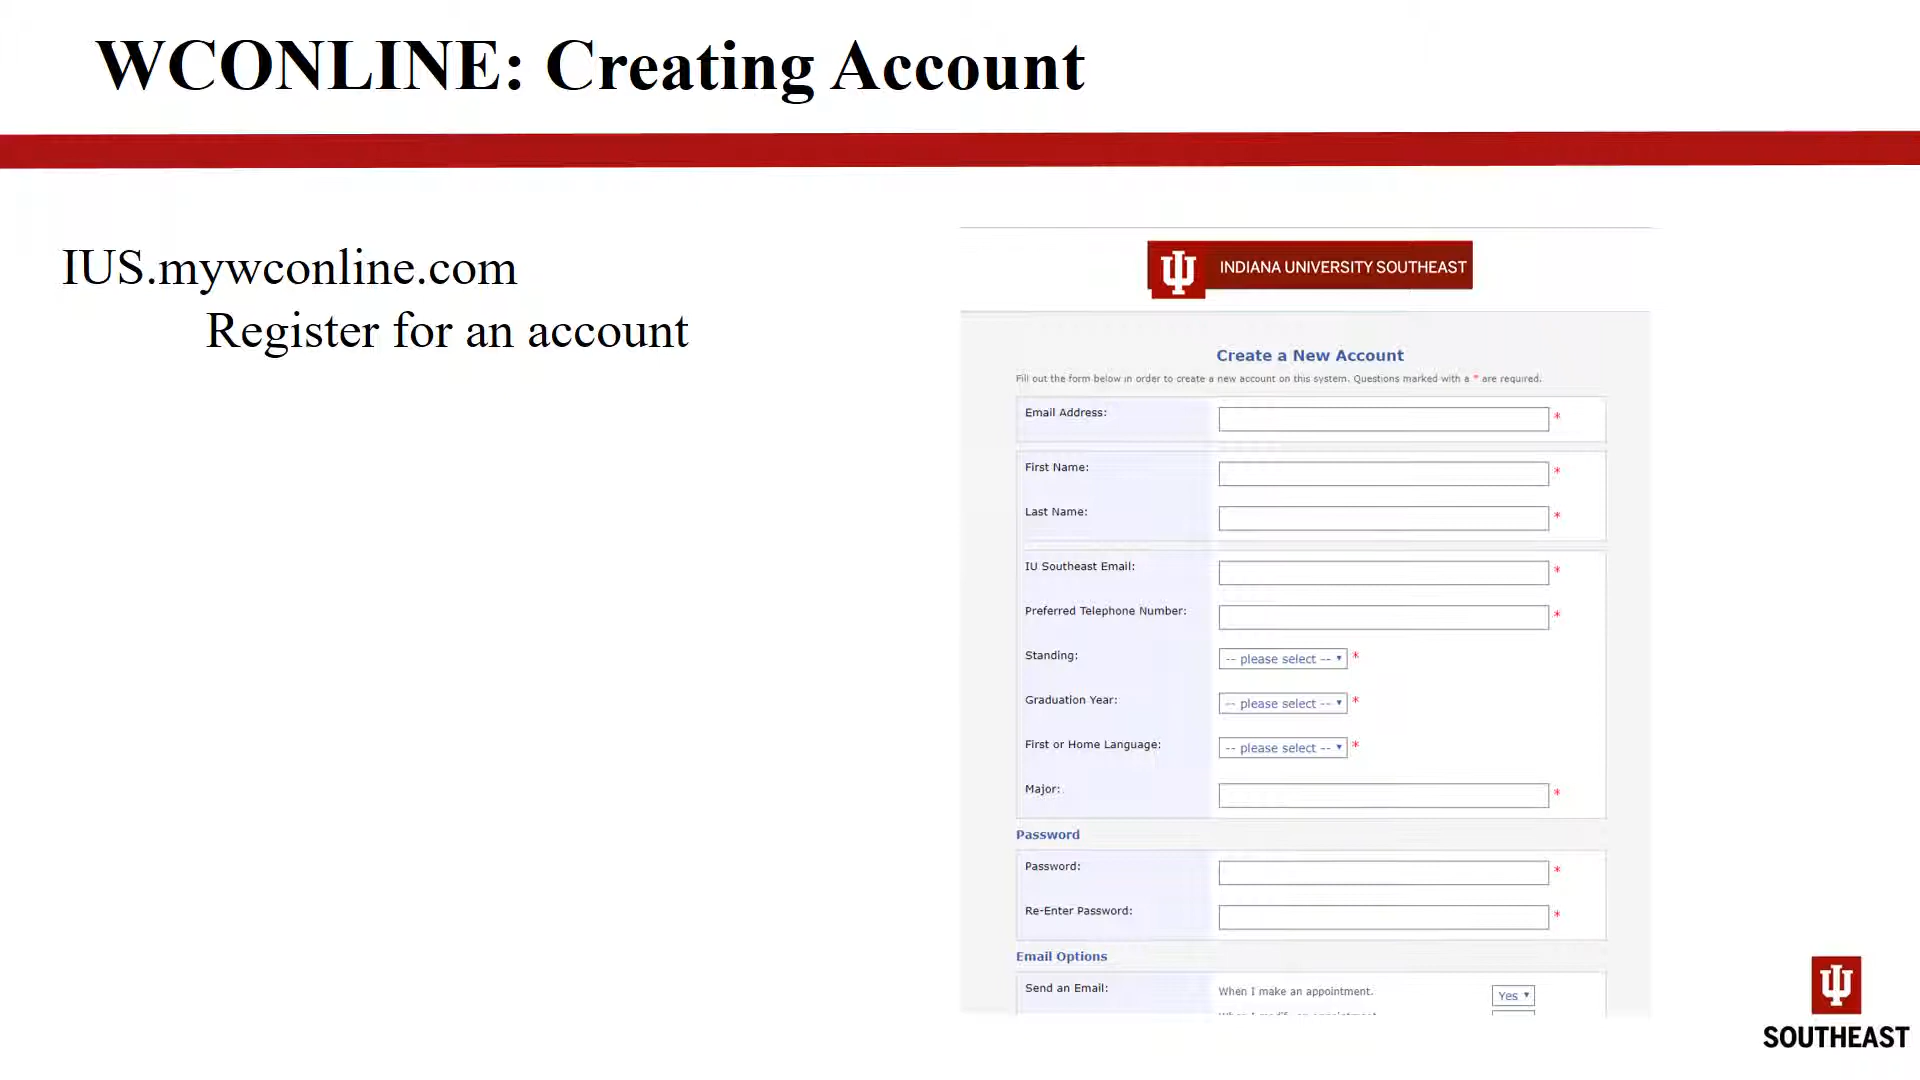 WCONLINE: Creating Account
IUS.mywconline.com
Register for an account
INDIANA UNIVERSITY SOUTHEAST
Create a New Account
Fill out the form below in order to create a new account on this system. Questions marked with a * are required.
Email Address: *
First Name: *
Last Name: *
IU Southeast Email: *
Preferred Telephone Number: *
Standing: -- please select -- *
Graduation Year: -- please select -- *
First or Home Language: -- please select -- *
Major: *
Password
Password: *
Re-Enter Password: *
Email Options
Send an Email: When I make an appointment. Yes
SOUTHEAST